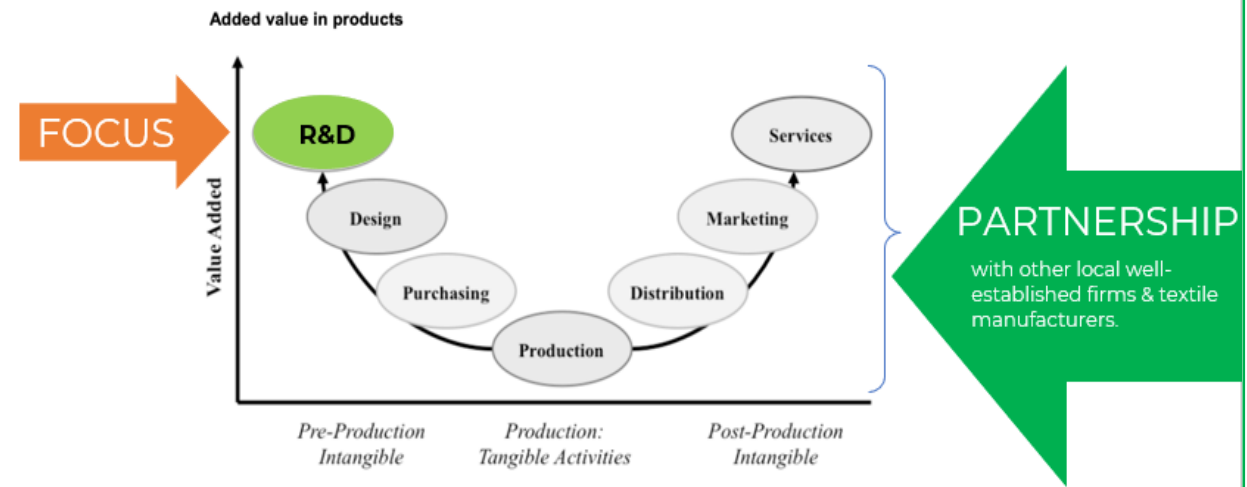 Added value in products
FOCUS
R&D
Services
Design
Marketing
Purchasing
Distribution
Production
Value Added
PARTNERSHIP
with other local well-
established firms & textile
manufacturers.
Pre-Production
Intangible
Production:
Tangible Activities
Post-Production
Intangible